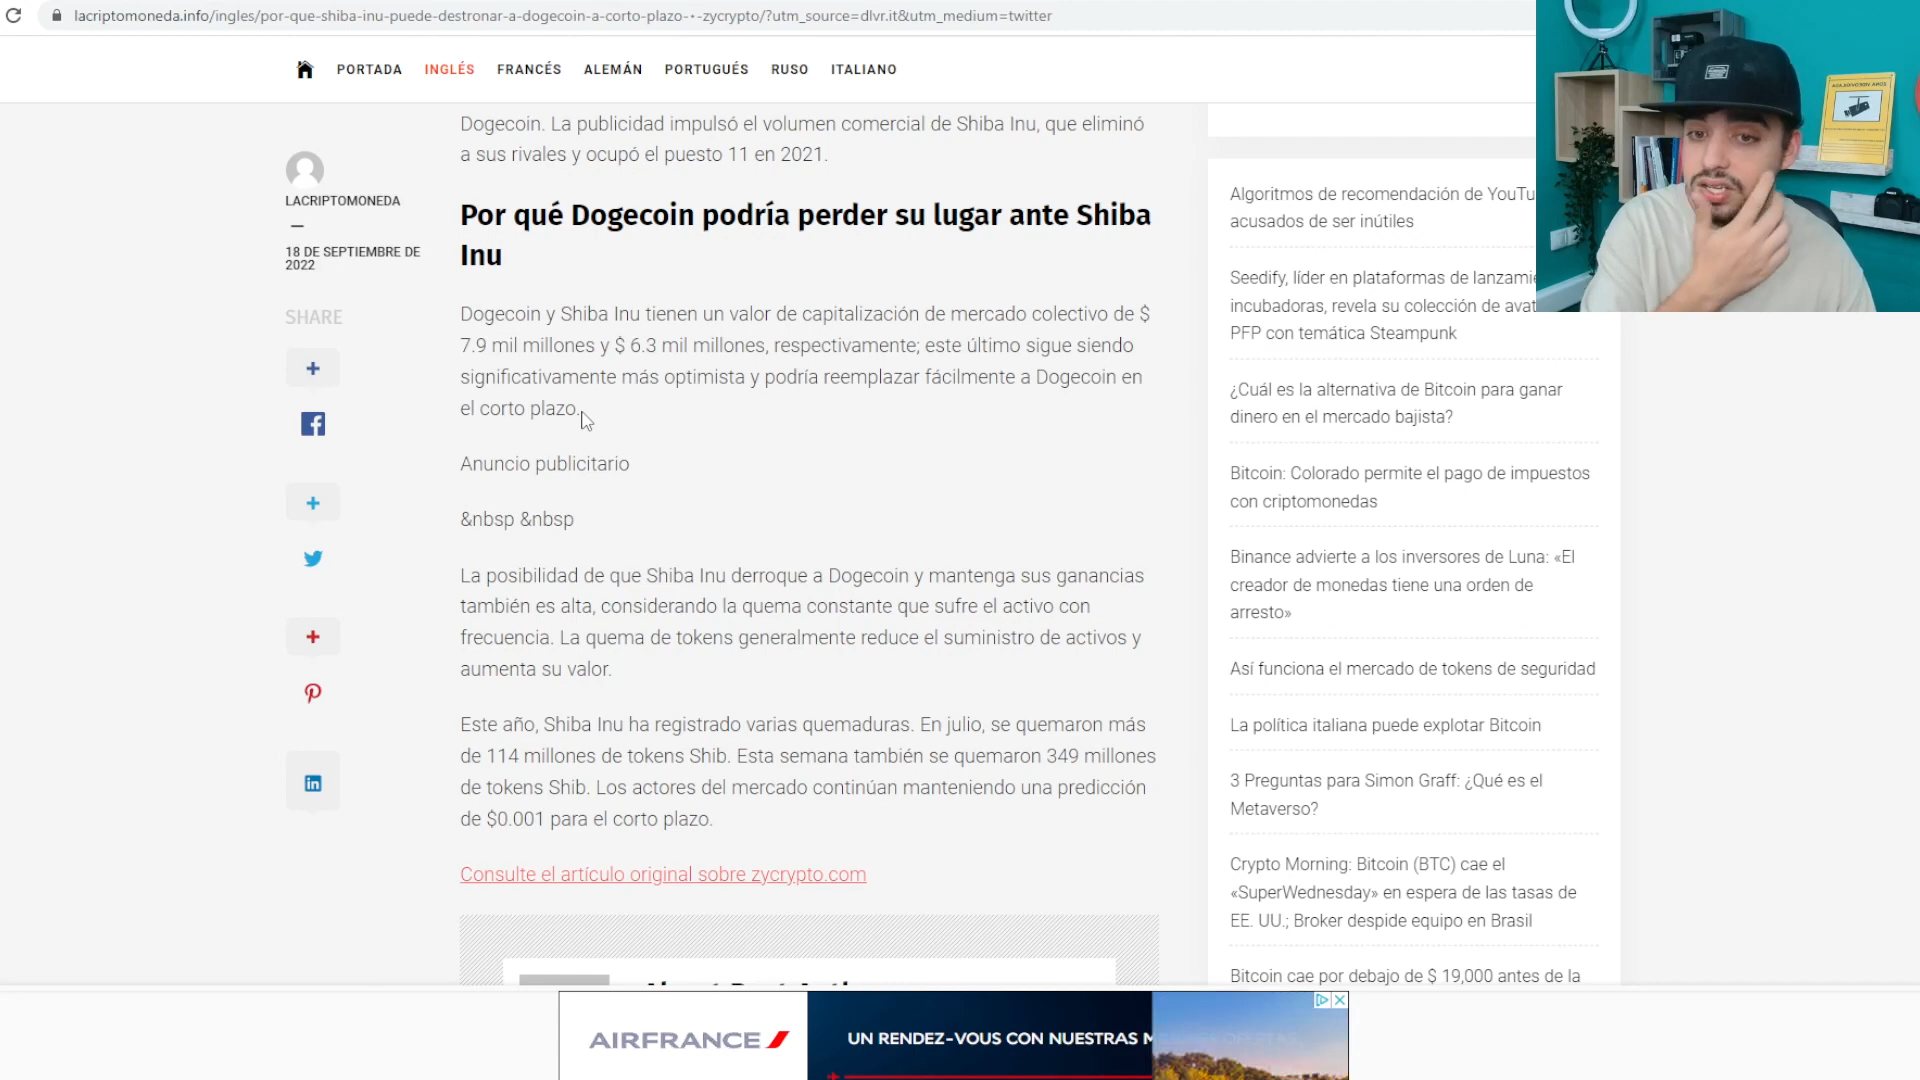 lacriptomoneda.info/ingles/por-que-shiba-inu-puede-destronar-a-dogecoin-a-corto-plazo-•-zycrypto/?utm_source=dlvr.it&utm_medium=twitter
PORTADA INGLÉS FRANCÉS ALEMÁN PORTUGUÉS RUSO ITALIANO
LACRIPTOMONEDA
—
18 DE SEPTIEMBRE DE
2022
SHARE
Dogecoin. La publicidad impulsó el volumen comercial de Shiba Inu, que eliminó
a sus rivales y ocupó el puesto 11 en 2021.
Por qué Dogecoin podría perder su lugar ante Shiba
Inu
Dogecoin y Shiba Inu tienen un valor de capitalización de mercado colectivo de $
7.9 mil millones y $ 6.3 mil millones, respectivamente; este último sigue siendo
significativamente más optimista y podría reemplazar fácilmente a Dogecoin en
el corto plazo.
Anuncio publicitario
&nbsp &nbsp
La posibilidad de que Shiba Inu derroque a Dogecoin y mantenga sus ganancias
también es alta, considerando la quema constante que sufre el activo con
frecuencia. La quema de tokens generalmente reduce el suministro de activos y
aumenta su valor.
Este año, Shiba Inu ha registrado varias quemaduras. En julio, se quemaron más
de 114 millones de tokens Shib. Esta semana también se quemaron 349 millones
de tokens Shib. Los actores del mercado continúan manteniendo una predicción
de $0.001 para el corto plazo.
Consulte el artículo original sobre zycrypto.com
Algoritmos de recomendación de YouTu
acusados de ser inútiles
Seedify, líder en plataformas de lanzamie
incubadoras, revela su colección de avat
PFP con temática Steampunk
¿Cuál es la alternativa de Bitcoin para ganar
dinero en el mercado bajista?
Bitcoin: Colorado permite el pago de impuestos
con criptomonedas
Binance advierte a los inversores de Luna: «El
creador de monedas tiene una orden de
arresto»
Así funciona el mercado de tokens de seguridad
La política italiana puede explotar Bitcoin
3 Preguntas para Simon Graff: ¿Qué es el
Metaverso?
Crypto Morning: Bitcoin (BTC) cae el
«SuperWednesday» en espera de las tasas de
EE. UU.; Broker despide equipo en Brasil
Bitcoin cae por debajo de $ 19,000 antes de la
AIRFRANCE
UN RENDEZ-VOUS CON NUESTRAS M